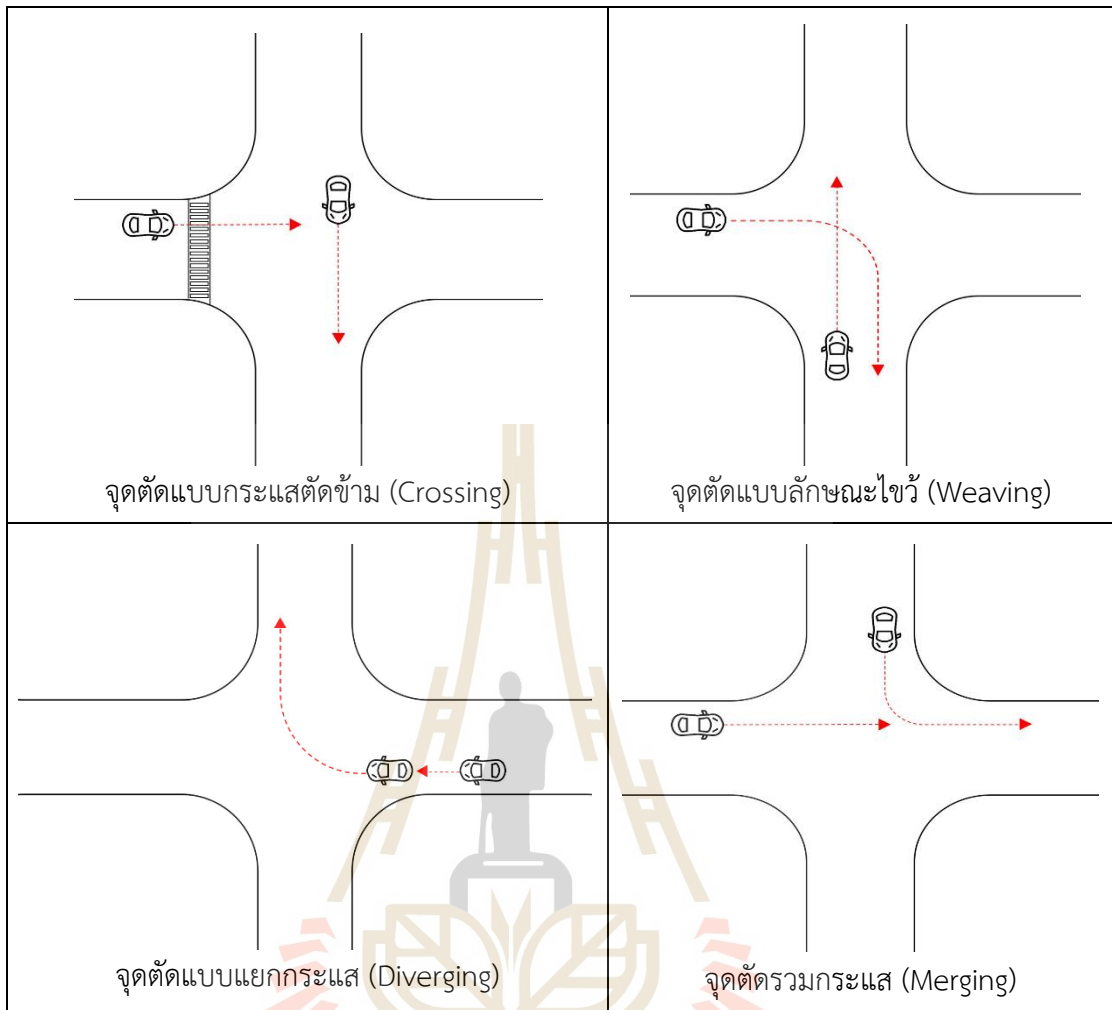 จุดตัดแบบกระแสตัดข้าม (Crossing)
จุดตัดแบบลักษณะไขว้ (Weaving)
จุดตัดแบบแยกกระแส (Diverging)
จุดตัดรวมกระแส (Merging)